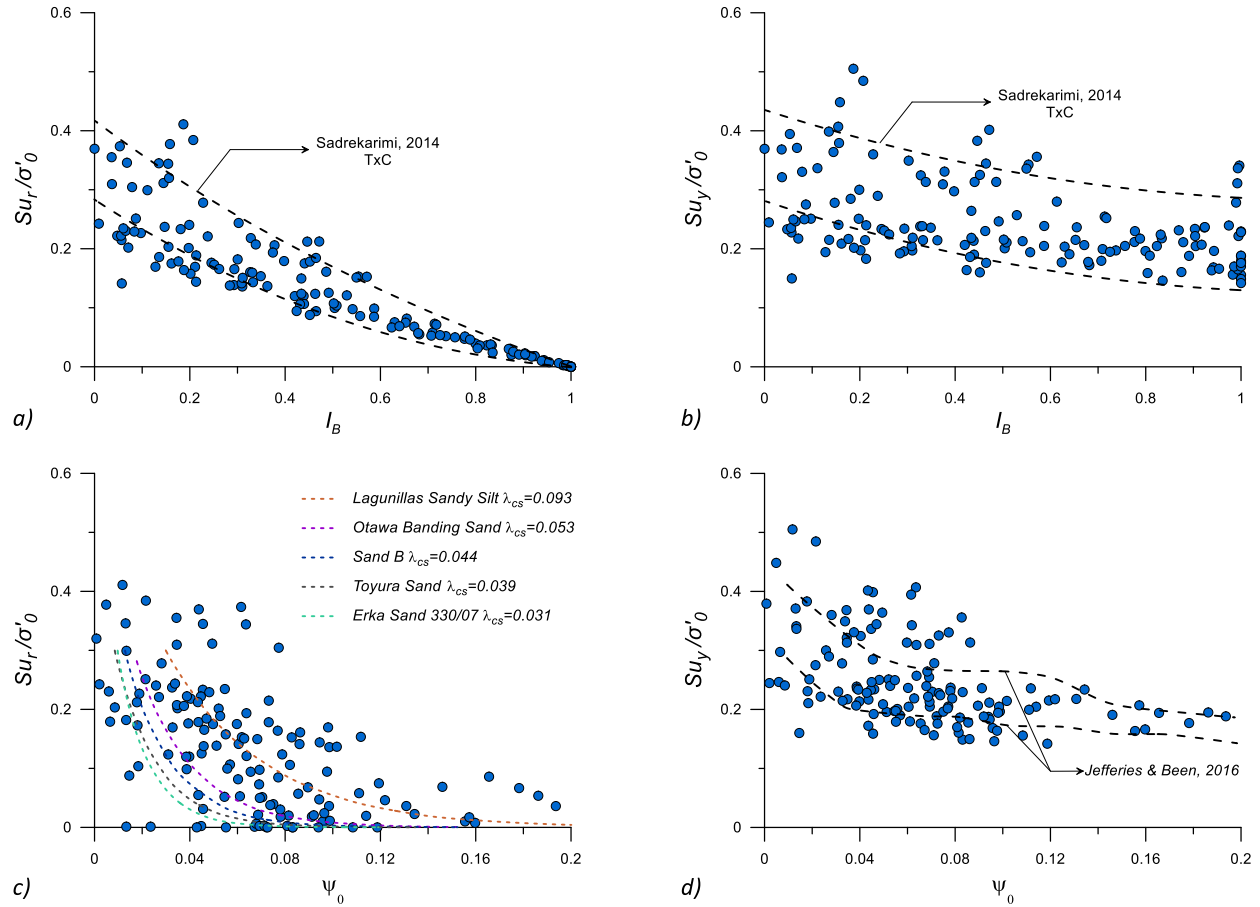 0.6
0.4
0.2
0
Su_r/σ'_0
Sadrekarimi, 2014
TxC
0
0.2
0.4
0.6
0.8
1
I_B
a)
0.6
0.4
0.2
0
Su_y/σ'_0
Sadrekarimi, 2014
TxC
0
0.2
0.4
0.6
0.8
1
I_B
b)
0.6
0.4
0.2
0
Su_r/σ'_0
Lagunillas Sandy Silt λ_cs=0.093
Otawa Banding Sand λ_cs=0.053
Sand B λ_cs=0.044
Toyura Sand λ_cs=0.039
Erka Sand 330/07 λ_cs=0.031
0
0.04
0.08
0.12
0.16
0.2
ψ_0
c)
0.6
0.4
0.2
0
Su_y/σ'_0
Jefferies & Been, 2016
0
0.04
0.08
0.12
0.16
0.2
ψ_0
d)